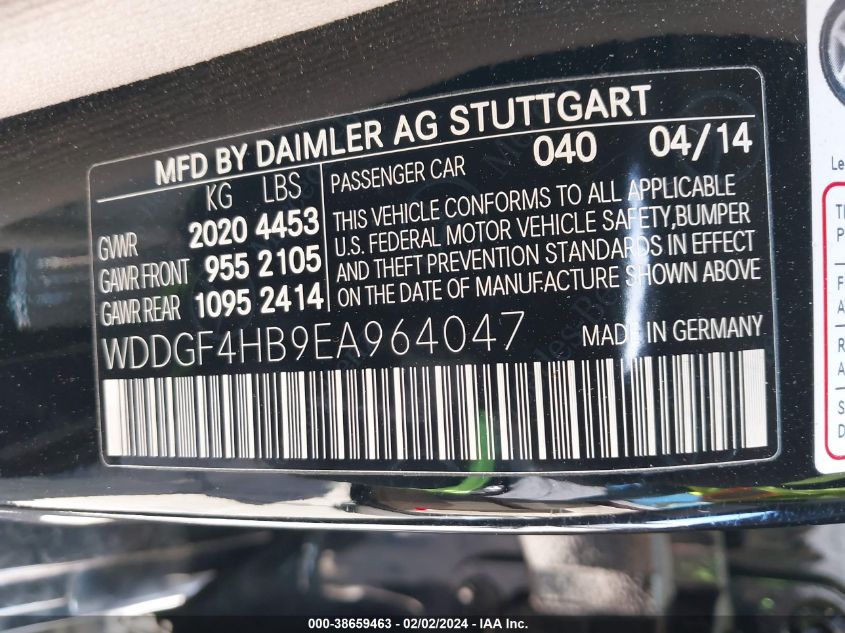 MFD BY DAIMLER AG STUTTGART
KG LBS
GVWR 2020 4453
GAWR FRONT 955 2105
GAWR REAR 1095 2414
PASSENGER CAR 040 04/14
THIS VEHICLE CONFORMS TO ALL APPLICABLE
U.S. FEDERAL MOTOR VEHICLE SAFETY,BUMPER
AND THEFT PREVENTION STANDARDS IN EFFECT
ON THE DATE OF MANUFACTURE SHOWN ABOVE
WDDGF4HB9EA964047 MADE IN GERMANY
000-38659463 - 02/02/2024 - IAA Inc.